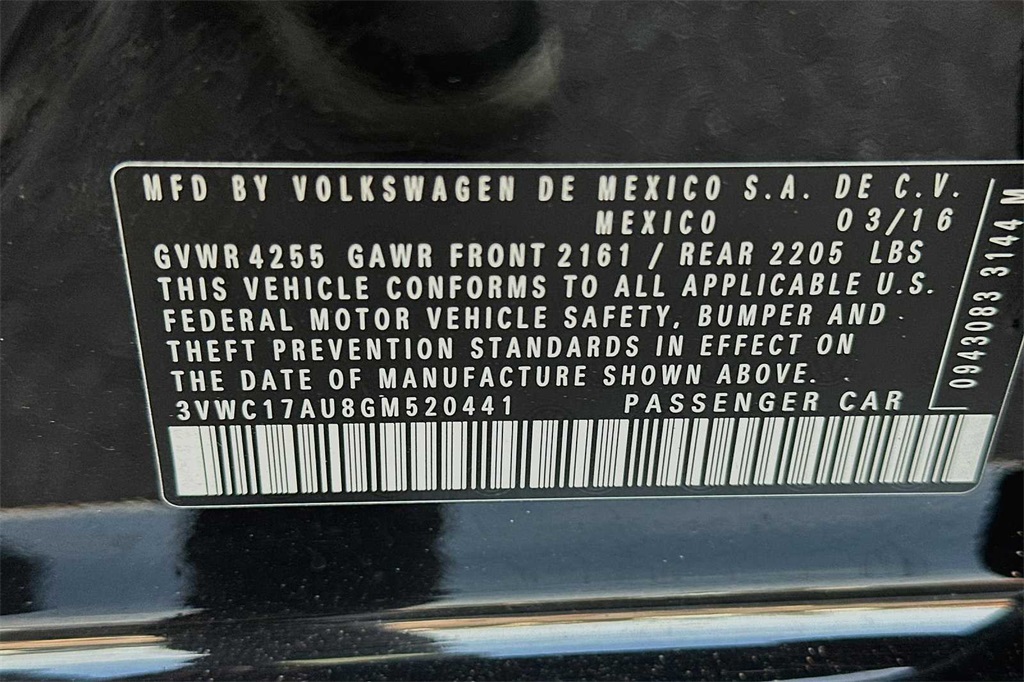 MFD BY VOLKSWAGEN DE MEXICO S.A. DE C.V.
MEXICO 03/16
GVWR 4255 GAWR FRONT 2161 / REAR 2205 LBS
THIS VEHICLE CONFORMS TO ALL APPLICABLE U.S.
FEDERAL MOTOR VEHICLE SAFETY, BUMPER AND
THEFT PREVENTION STANDARDS IN EFFECT ON
THE DATE OF MANUFACTURE SHOWN ABOVE.
3VWC17AU8GM520441 PASSENGER CAR
0943083 3144 M